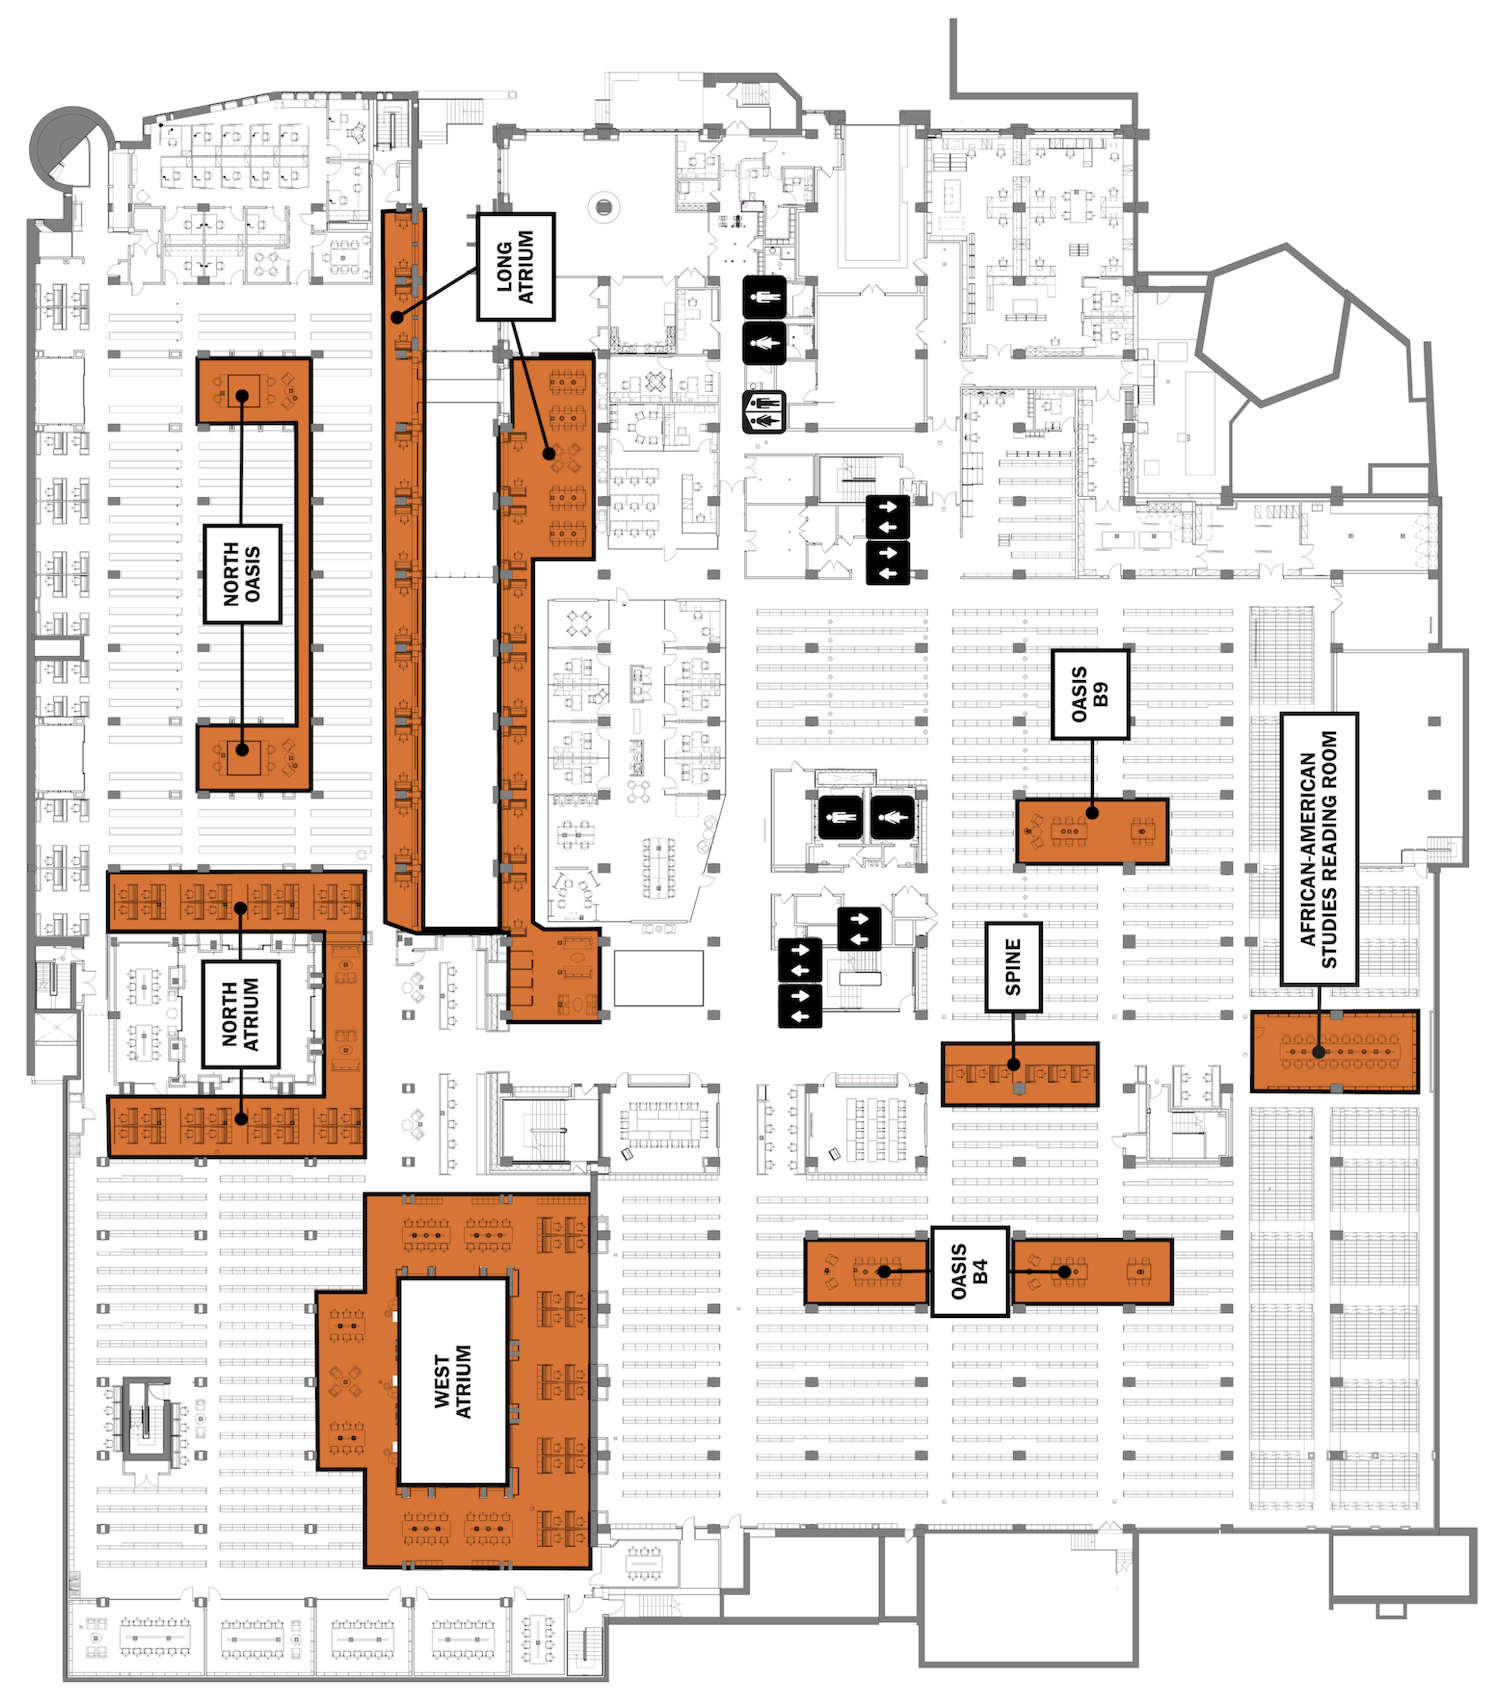 LONG
ATRIUM
NORTH
OASIS
OASIS
B9
AFRICAN-AMERICAN
STUDIES READING ROOM
SPINE
NORTH
ATRIUM
OASIS
B4
WEST
ATRIUM